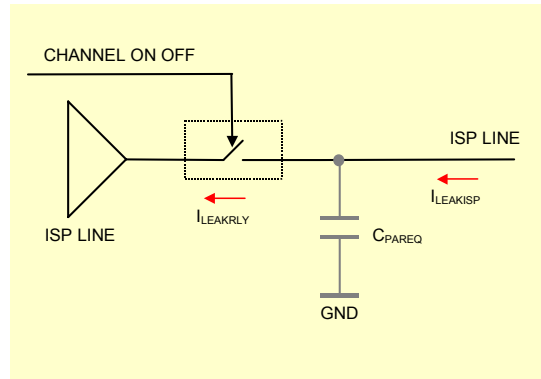 CHANNEL ON OFF
ISP LINE
ILEAKRLY
ILEAKISP
ISP LINE
CPAREQ
GND